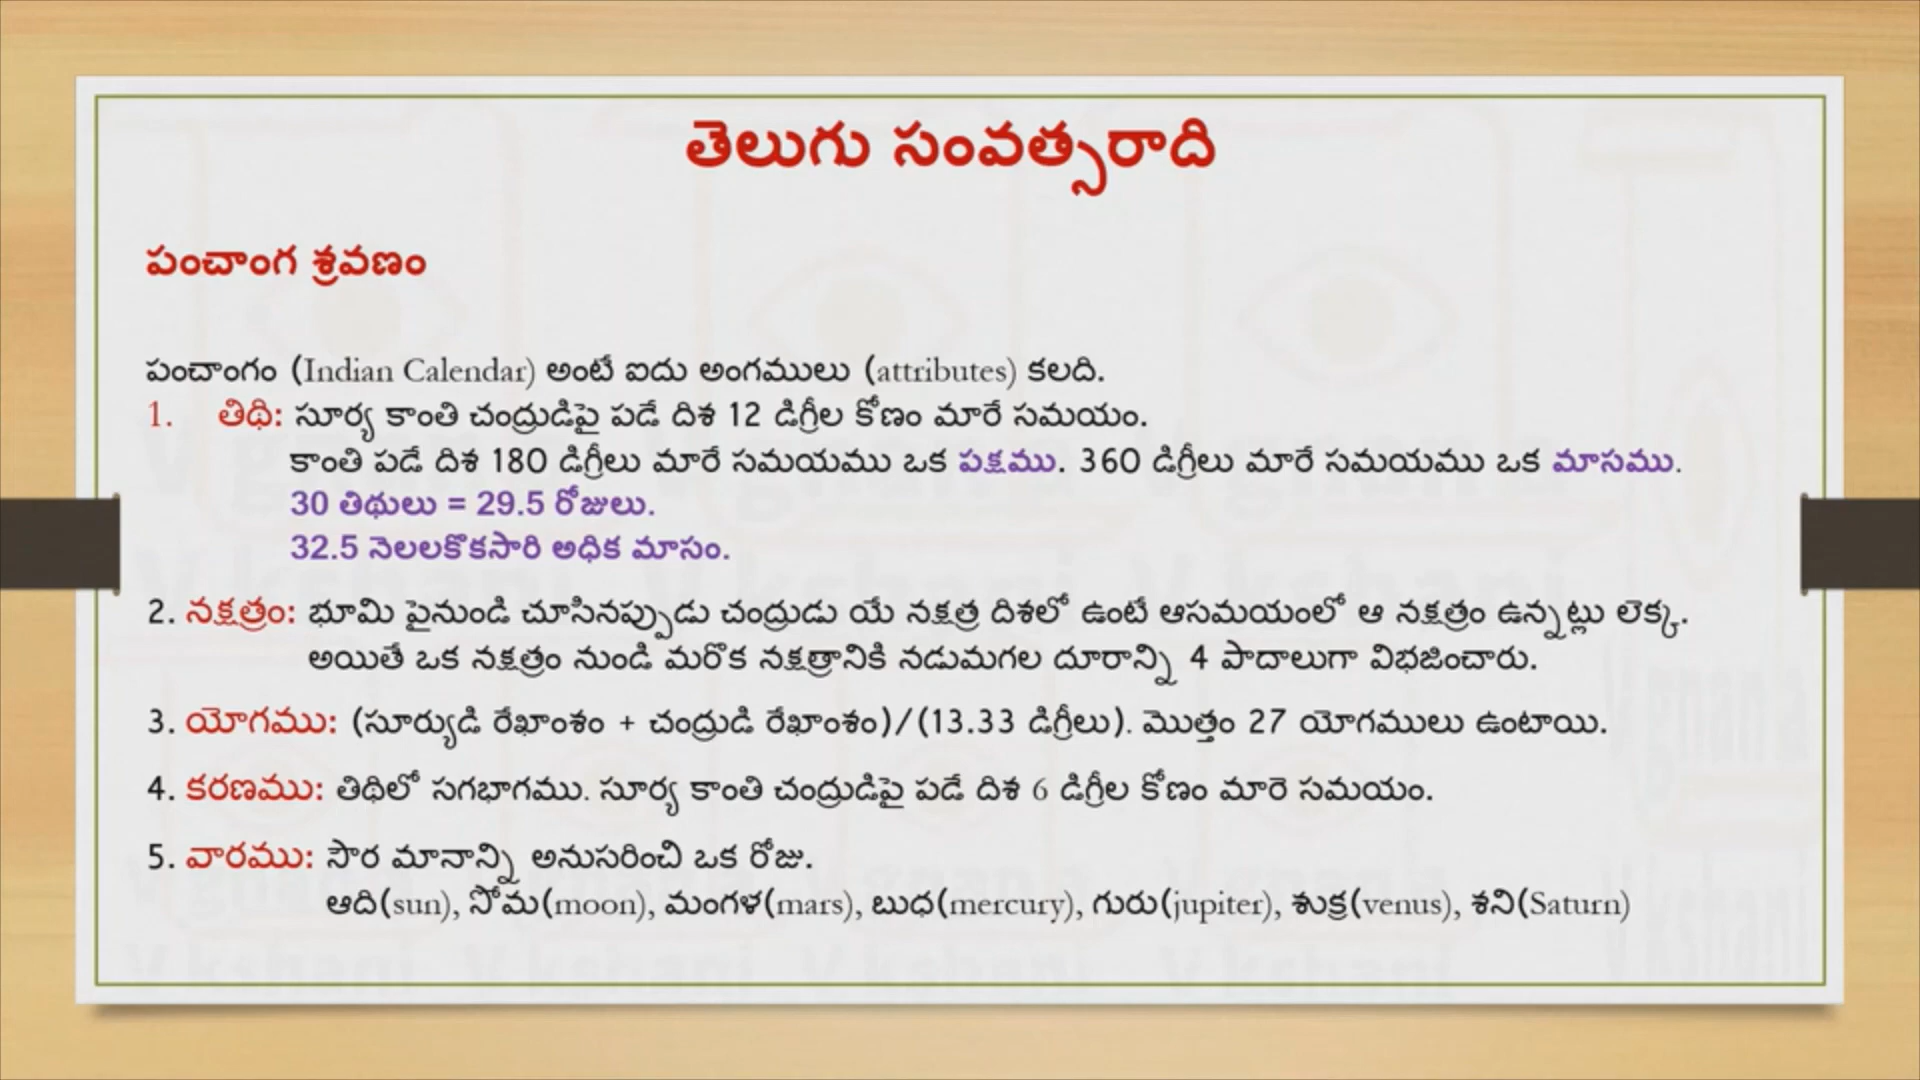 తెలుగు సంవత్సరాది
పంచాంగ శ్రవణం
పంచాంగం (Indian Calendar) అంటే ఐదు అంగములు (attributes) కలది.
1. తిథి: సూర్య కాంతి చంద్రుడిపై పడే దిశ 12 డిగ్రీల కోణం మారే సమయం.
కాంతి పడే దిశ 180 డిగ్రీలు మారే సమయము ఒక పక్షము. 360 డిగ్రీలు మారే సమయము ఒక మాసము.
30 తిథులు = 29.5 రోజులు.
32.5 నెలలకొకసారి అధిక మాసం.
2. నక్షత్రం: భూమి పైనుండి చూసినప్పుడు చంద్రుడు యే నక్షత్ర దిశలో ఉంటే ఆసమయంలో ఆ నక్షత్రం ఉన్నట్లు లెక్క.
అయితే ఒక నక్షత్రం నుండి మరొక నక్షత్రానికి నడుమగల దూరాన్ని 4 పాదాలుగా విభజించారు.
3. యోగము: (సూర్యుడి రేఖాంశం + చంద్రుడి రేఖాంశం)/(13.33 డిగ్రీలు). మొత్తం 27 యోగములు ఉంటాయి.
4. కరణము: తిథిలో సగభాగము. సూర్య కాంతి చంద్రుడిపై పడే దిశ 6 డిగ్రీల కోణం మారె సమయం.
5. వారము: సౌర మానాన్ని అనుసరించి ఒక రోజు.
ఆది(sun), సోమ(moon), మంగళ(mars), బుధ(mercury), గురు(jupiter), శుక్ర(venus), శని(Saturn)